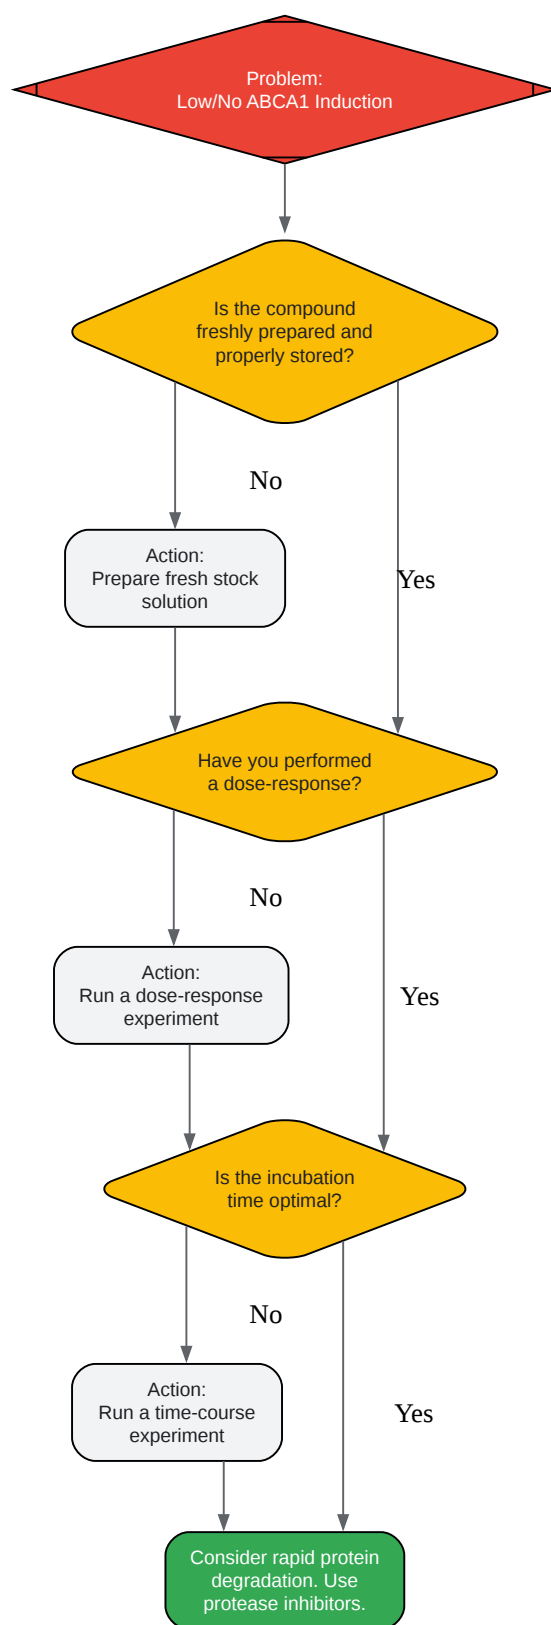 Problem:
Low/No ABCA1 Induction
Is the compound
freshly prepared and
properly stored?
No
Action:
Prepare fresh stock
solution
Yes
Have you performed
a dose-response?
No
Action:
Run a dose-response
experiment
Yes
Is the incubation
time optimal?
No
Action:
Run a time-course
experiment
Yes
Consider rapid protein
degradation. Use
protease inhibitors.